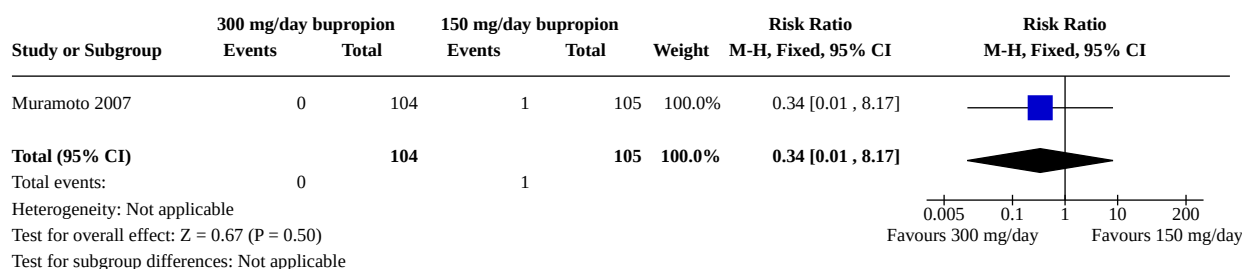 300 mg/day bupropion 150 mg/day bupropion Risk Ratio Risk Ratio
Study or Subgroup Events Total Events Total Weight M-H, Fixed, 95% CI M-H, Fixed, 95% CI
Muramoto 2007 0 104 1 105 100.0% 0.34 [0.01 , 8.17]
Total (95% CI) 104 105 100.0% 0.34 [0.01 , 8.17]
Total events: 0 1
Heterogeneity: Not applicable 0.005 0.1 1 10 200
Test for overall effect: Z = 0.67 (P = 0.50) Favours 300 mg/day Favours 150 mg/day
Test for subgroup differences: Not applicable